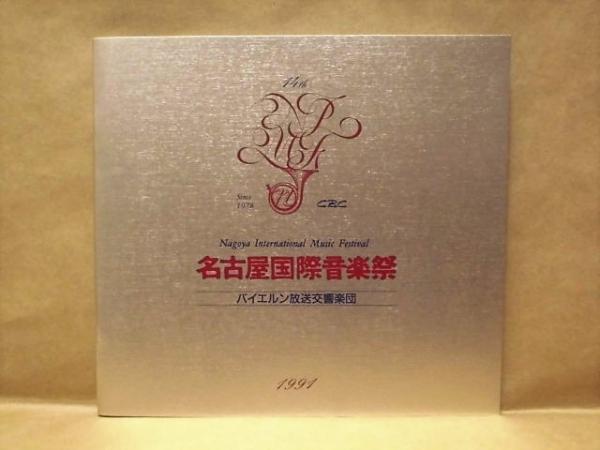 14th
Since
1978
CBC
Nagoya International Music Festival
名古屋国際音楽祭
バイエルン放送交響楽団
1991